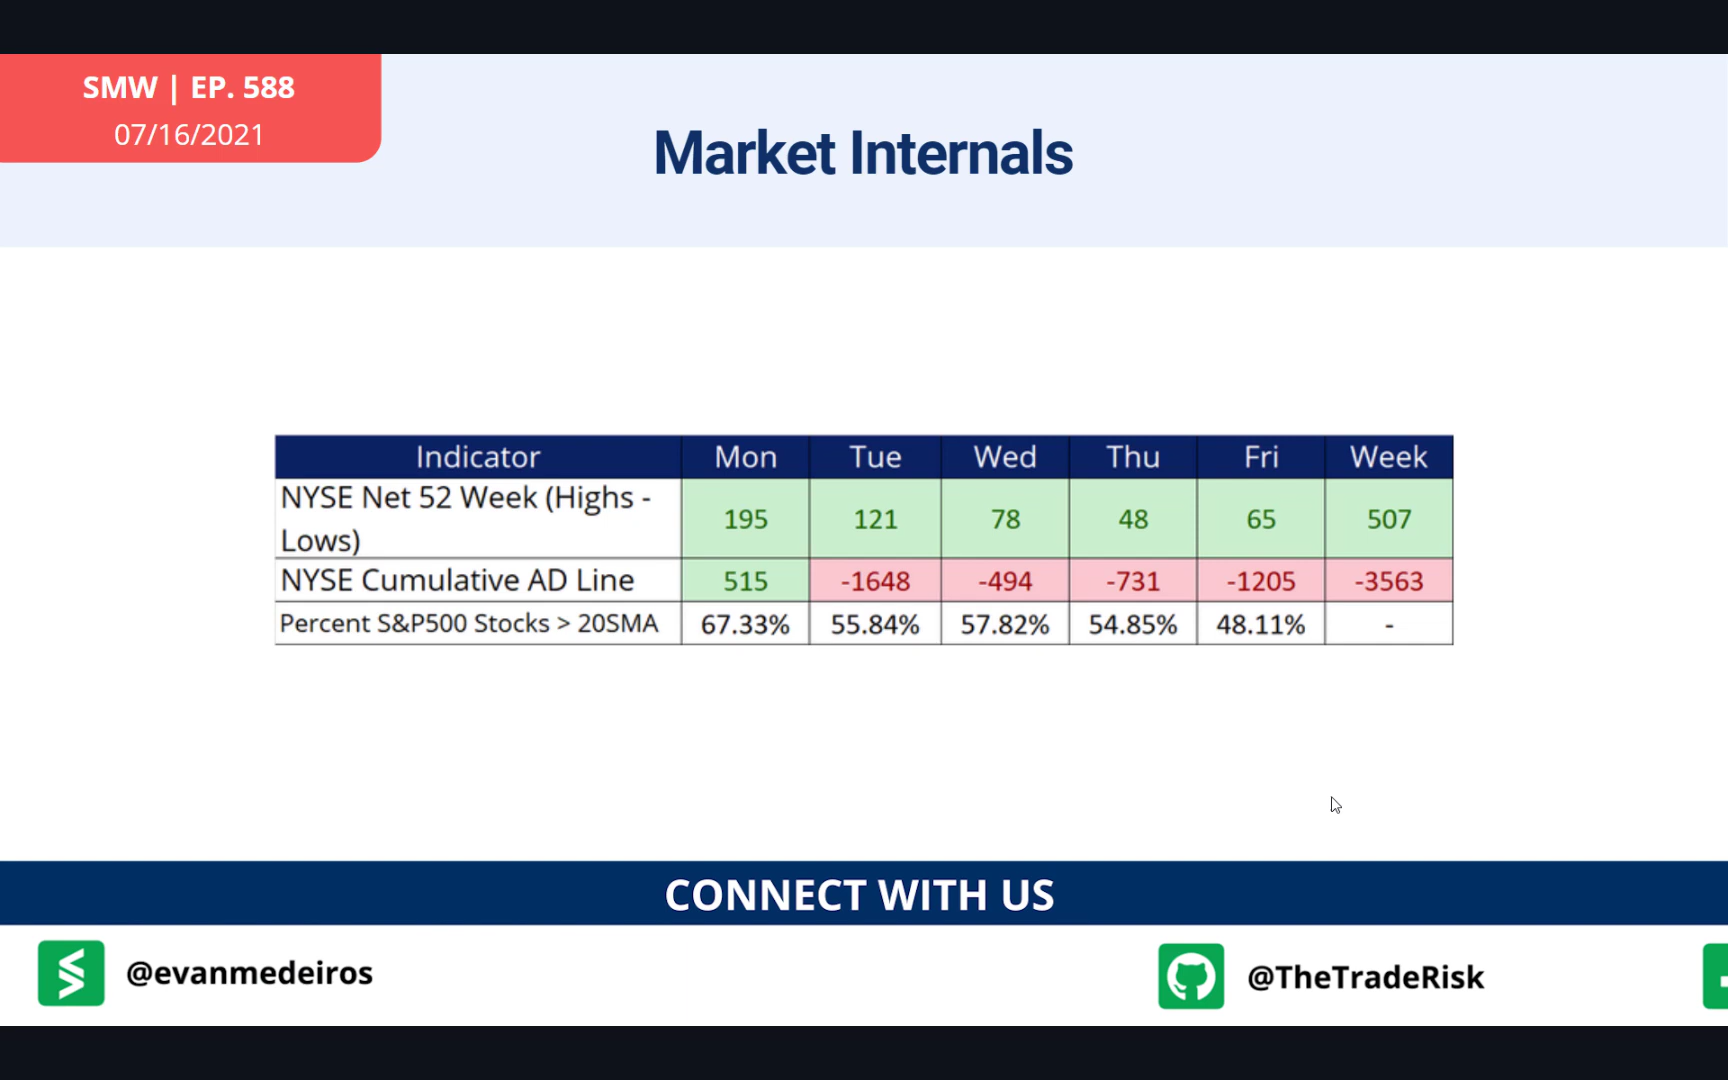 SMW | EP. 588
07/16/2021
Market Internals
Indicator Mon Tue Wed Thu Fri Week
NYSE Net 52 Week (Highs -
Lows) 195 121 78 48 65 507
NYSE Cumulative AD Line 515 -1648 -494 -731 -1205 -3563
Percent S&P500 Stocks > 20SMA 67.33% 55.84% 57.82% 54.85% 48.11% -
CONNECT WITH US
@evanmedeiros @TheTradeRisk